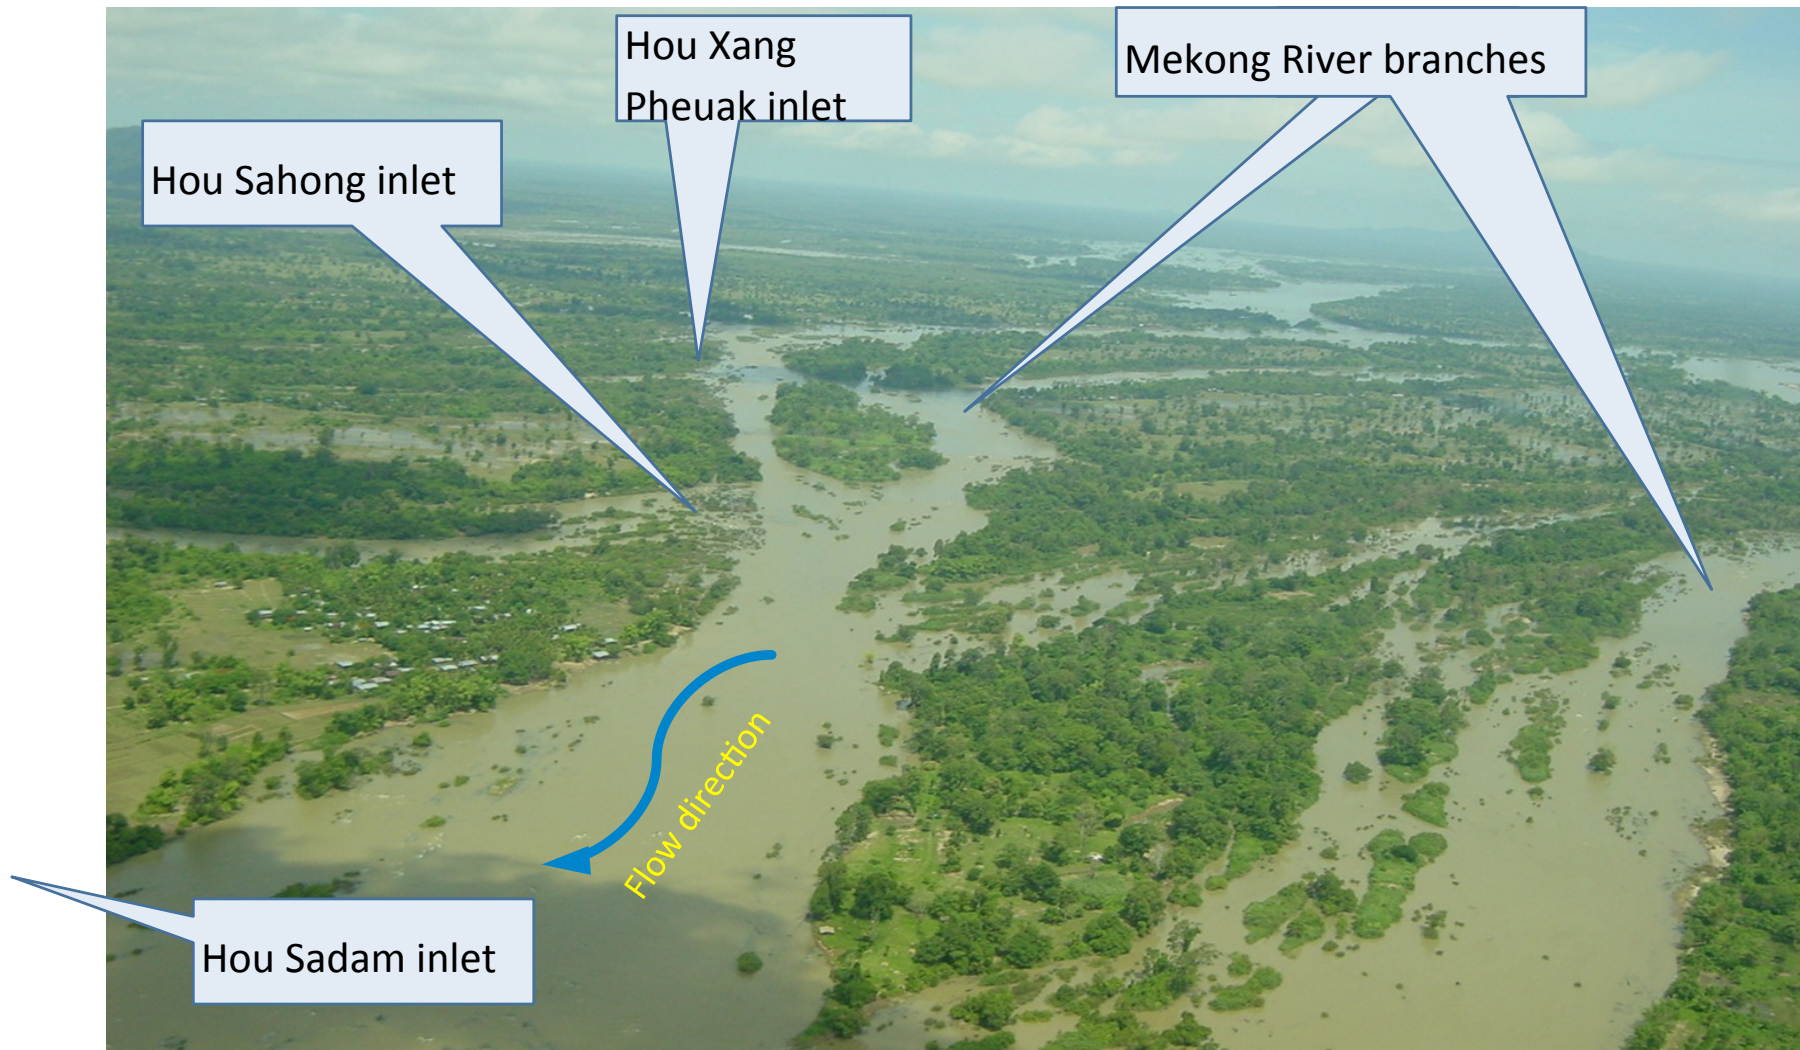 Hou Xang
Pheuak inlet
Mekong River branches
Hou Sahong inlet
Flow direction
Hou Sadam inlet